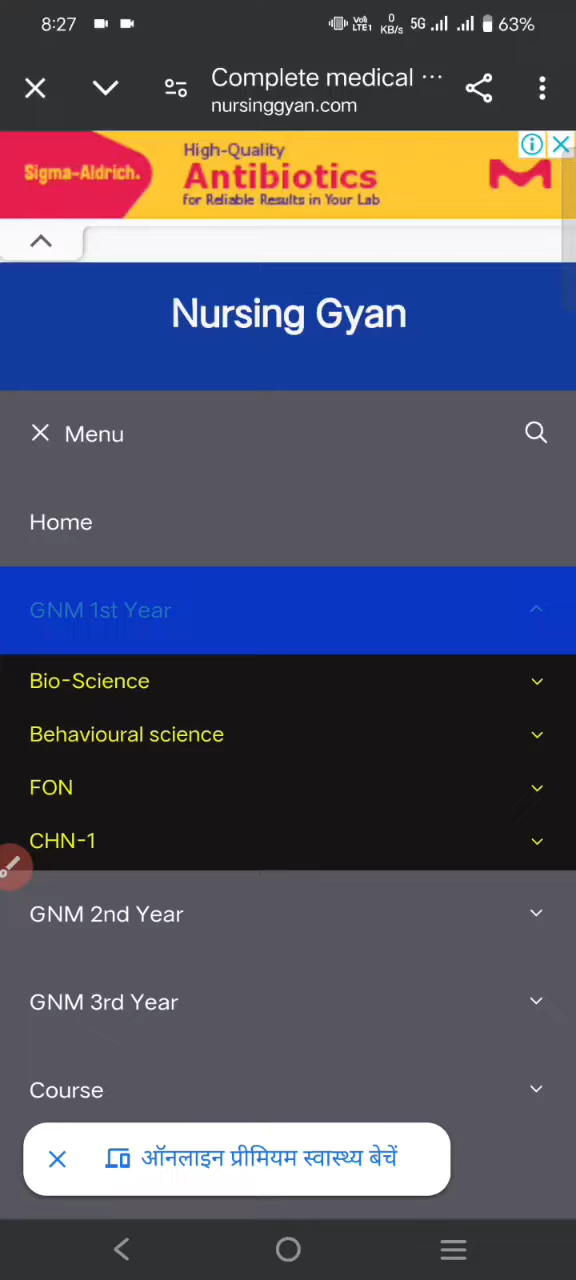 8:27
Vo)) LTE1
0 KB/s
5G
63%
Complete medical ...
nursinggyan.com
Sigma-Aldrich.
High-Quality
Antibiotics
for Reliable Results in Your Lab
Nursing Gyan
Menu
Home
GNM 1st Year
Bio-Science
Behavioural science
FON
CHN-1
GNM 2nd Year
GNM 3rd Year
Course
ऑनलाइन प्रीमियम स्वास्थ्य बेचें